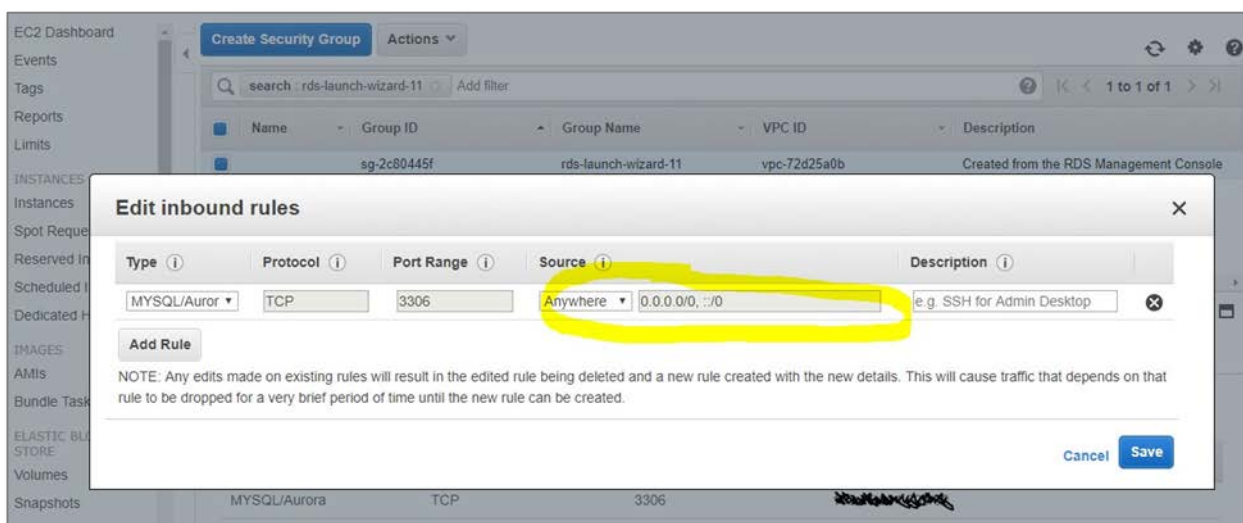 EC2 Dashboard
Events
Tags
Reports
Limits
INSTANCES
Instances
Spot Reque
Reserved In
Scheduled I
Dedicated H
IMAGES
AMIs
Bundle Task
ELASTIC BLO
STORE
Volumes
Snapshots
Create Security Group Actions
search : rds-launch-wizard-11 Add filter 1 to 1 of 1
Name Group ID Group Name VPC ID Description
sg-2c80445f rds-launch-wizard-11 vpc-72d25a0b Created from the RDS Management Console
Edit inbound rules
Type Protocol Port Range Source Description
MYSQL/Auror TCP 3306 Anywhere 0.0.0.0/0, ::/0 e.g. SSH for Admin Desktop
Add Rule
NOTE: Any edits made on existing rules will result in the edited rule being deleted and a new rule created with the new details. This will cause traffic that depends on that
rule to be dropped for a very brief period of time until the new rule can be created.
Cancel Save
MYSQL/Aurora TCP 3306